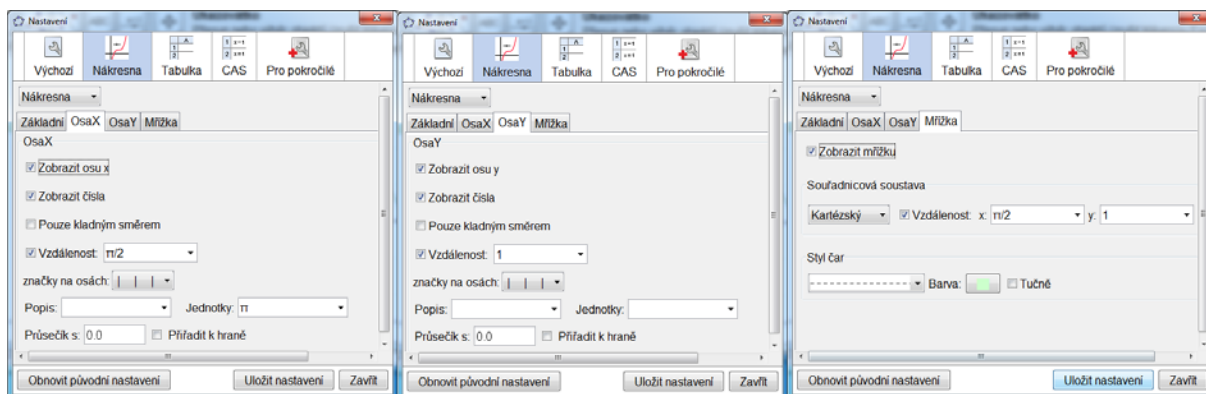 Nastavení
Výchozí Nákresna Tabulka CAS Pro pokročilé
Nákresna
Základní OsaX OsaY Mřížka
OsaX
Zobrazit osu x
Zobrazit čísla
Pouze kladným směrem
Vzdálenost: π/2
značky na osách: | | |
Popis: Jednotky: π
Průsečík s: 0.0 Přiřadit k hraně
Obnovit původní nastavení Uložit nastavení Zavřít
Nastavení
Výchozí Nákresna Tabulka CAS Pro pokročilé
Nákresna
Základní OsaX OsaY Mřížka
OsaY
Zobrazit osu y
Zobrazit čísla
Pouze kladným směrem
Vzdálenost: 1
značky na osách: | | |
Popis: Jednotky:
Průsečík s: 0.0 Přiřadit k hraně
Obnovit původní nastavení Uložit nastavení Zavřít
Nastavení
Výchozí Nákresna Tabulka CAS Pro pokročilé
Nákresna
Základní OsaX OsaY Mřížka
Zobrazit mřížku
Souřadnicová soustava
Kartézský Vzdálenost: x: π/2 y: 1
Styl čar
Barva: Tučně
Obnovit původní nastavení Uložit nastavení Zavřít